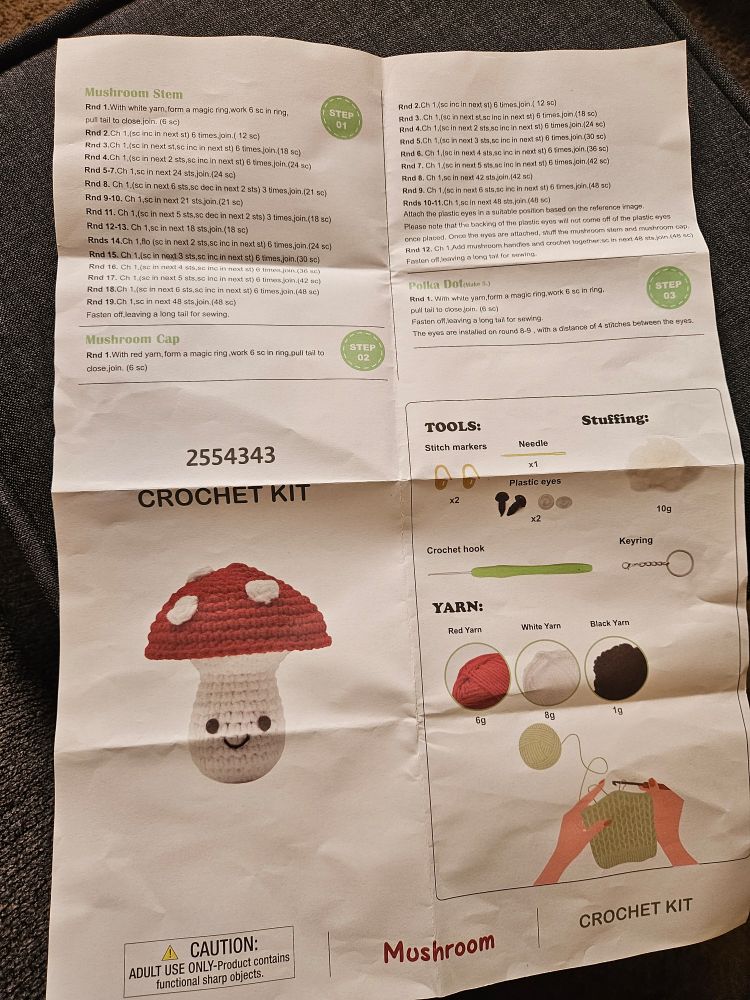 Mushroom Stem
STEP 01
Rnd 1.With white yarn,form a magic ring,work 6 sc in ring,
pull tail to close,join. (6 sc)
Rnd 2.Ch 1,(sc inc in next st) 6 times,join.( 12 sc)
Rnd 3.Ch 1,(sc in next st,sc inc in next st) 6 times,join.(18 sc)
Rnd 4.Ch 1,(sc in next 2 sts,sc inc in next st) 6 times,join.(24 sc)
Rnd 5-7.Ch 1,sc in next 24 sts,join.(24 sc)
Rnd 8. Ch 1,(sc in next 6 sts,sc dec in next 2 sts) 3 times,join.(21 sc)
Rnd 9-10. Ch 1,sc in next 21 sts,join.(21 sc)
Rnd 11. Ch 1,(sc in next 5 sts,sc dec in next 2 sts) 3 times,join.(18 sc)
Rnd 12-13. Ch 1,sc in next 18 sts,join.(18 sc)
Rnds 14.Ch 1,flo (sc in next 2 sts,sc inc in next st) 6 times,join.(24 sc)
Rnd 15. Ch 1,(sc in next 3 sts,sc inc in next st) 6 times,join.(30 sc)
Rnd 16. Ch 1,(sc in next 4 sts,sc inc in next st) 6 times,join.(36 sc)
Rnd 17. Ch 1,(sc in next 5 sts,sc inc in next st) 6 times,join.(42 sc)
Rnd 18.Ch 1,(sc in next 6 sts,sc inc in next st) 6 times,join.(48 sc)
Rnd 19.Ch 1,sc in next 48 sts,join.(48 sc)
Fasten off,leaving a long tail for sewing.
Mushroom Cap
STEP 02
Rnd 1.With red yarn,form a magic ring,work 6 sc in ring,pull tail to
close,join. (6 sc)
Rnd 2.Ch 1,(sc inc in next st) 6 times,join.( 12 sc)
Rnd 3. Ch 1,(sc in next st,sc inc in next st) 6 times,join.(18 sc)
Rnd 4.Ch 1,(sc in next 2 sts,sc inc in next st) 6 times,join.(24 sc)
Rnd 5.Ch 1,(sc in next 3 sts,sc inc in next st) 6 times,join.(30 sc)
Rnd 6. Ch 1,(sc in next 4 sts,sc inc in next st) 6 times,join.(36 sc)
Rnd 7. Ch 1,(sc in next 5 sts,sc inc in next st) 6 times,join.(42 sc)
Rnd 8. Ch 1,sc in next 42 sts,join.(42 sc)
Rnd 9. Ch 1,(sc in next 6 sts,sc inc in next st) 6 times,join.(48 sc)
Rnds 10-11.Ch 1,sc in next 48 sts,join.(48 sc)
Attach the plastic eyes in a suitable position based on the reference image.
Please note that the backing of the plastic eyes will not come off of the plastic eyes
once placed. Once the eyes are attached, stuff the mushroom stem and mushroom cap.
Rnd 12. Ch 1,Add mushroom handles and crochet together:sc in next 48 sts,join.(48 sc)
Fasten off,leaving a long tail for sewing.
Polka Dot(Make 5.)
STEP 03
Rnd 1. With white yarn,form a magic ring,work 6 sc in ring,
pull tail to close,join. (6 sc)
Fasten off,leaving a long tail for sewing.
The eyes are installed on round 8-9 , with a distance of 4 stitches between the eyes.
2554343
CROCHET KIT
TOOLS:
Stuffing:
Stitch markers
Needle
x1
x2
Plastic eyes
x2
10g
Crochet hook
Keyring
YARN:
Red Yarn
White Yarn
Black Yarn
6g
8g
1g
CAUTION:
ADULT USE ONLY-Product contains
functional sharp objects.
Mushroom
CROCHET KIT